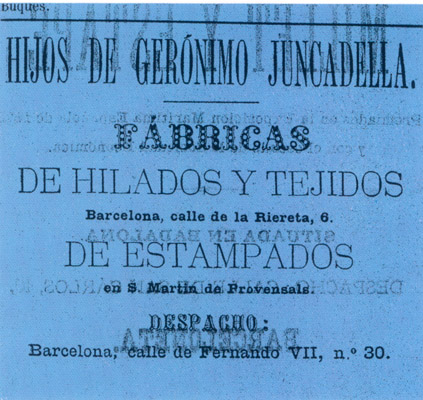 Buques.
HIJOS DE GERÓNIMO JUNCADELLA.
FÁBRICAS
DE HILADOS Y TEJIDOS
Barcelona, calle de la Riereta, 6.
DE ESTAMPADOS
en S. Martin de Provensals.
DESPACHO:
Barcelona, calle de Fernando VII, n.º 30.